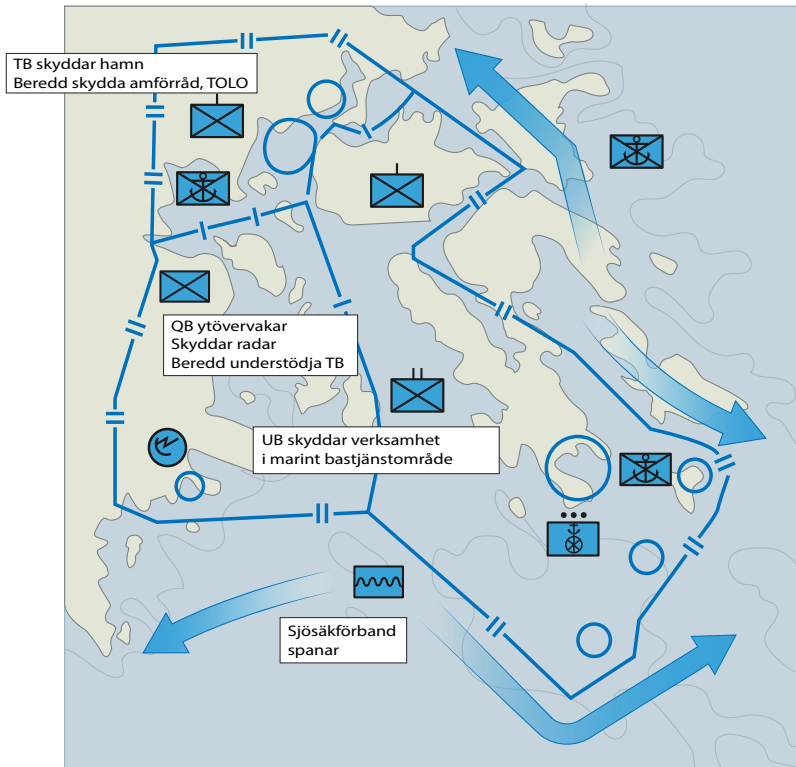 TB skyddar hamn
Beredd skydda amförråd, TOLO
QB ytövervakar
Skyddar radar
Beredd understödja TB
UB skyddar verksamhet
i marint bastjänstområde
Sjösäkförband
spanar